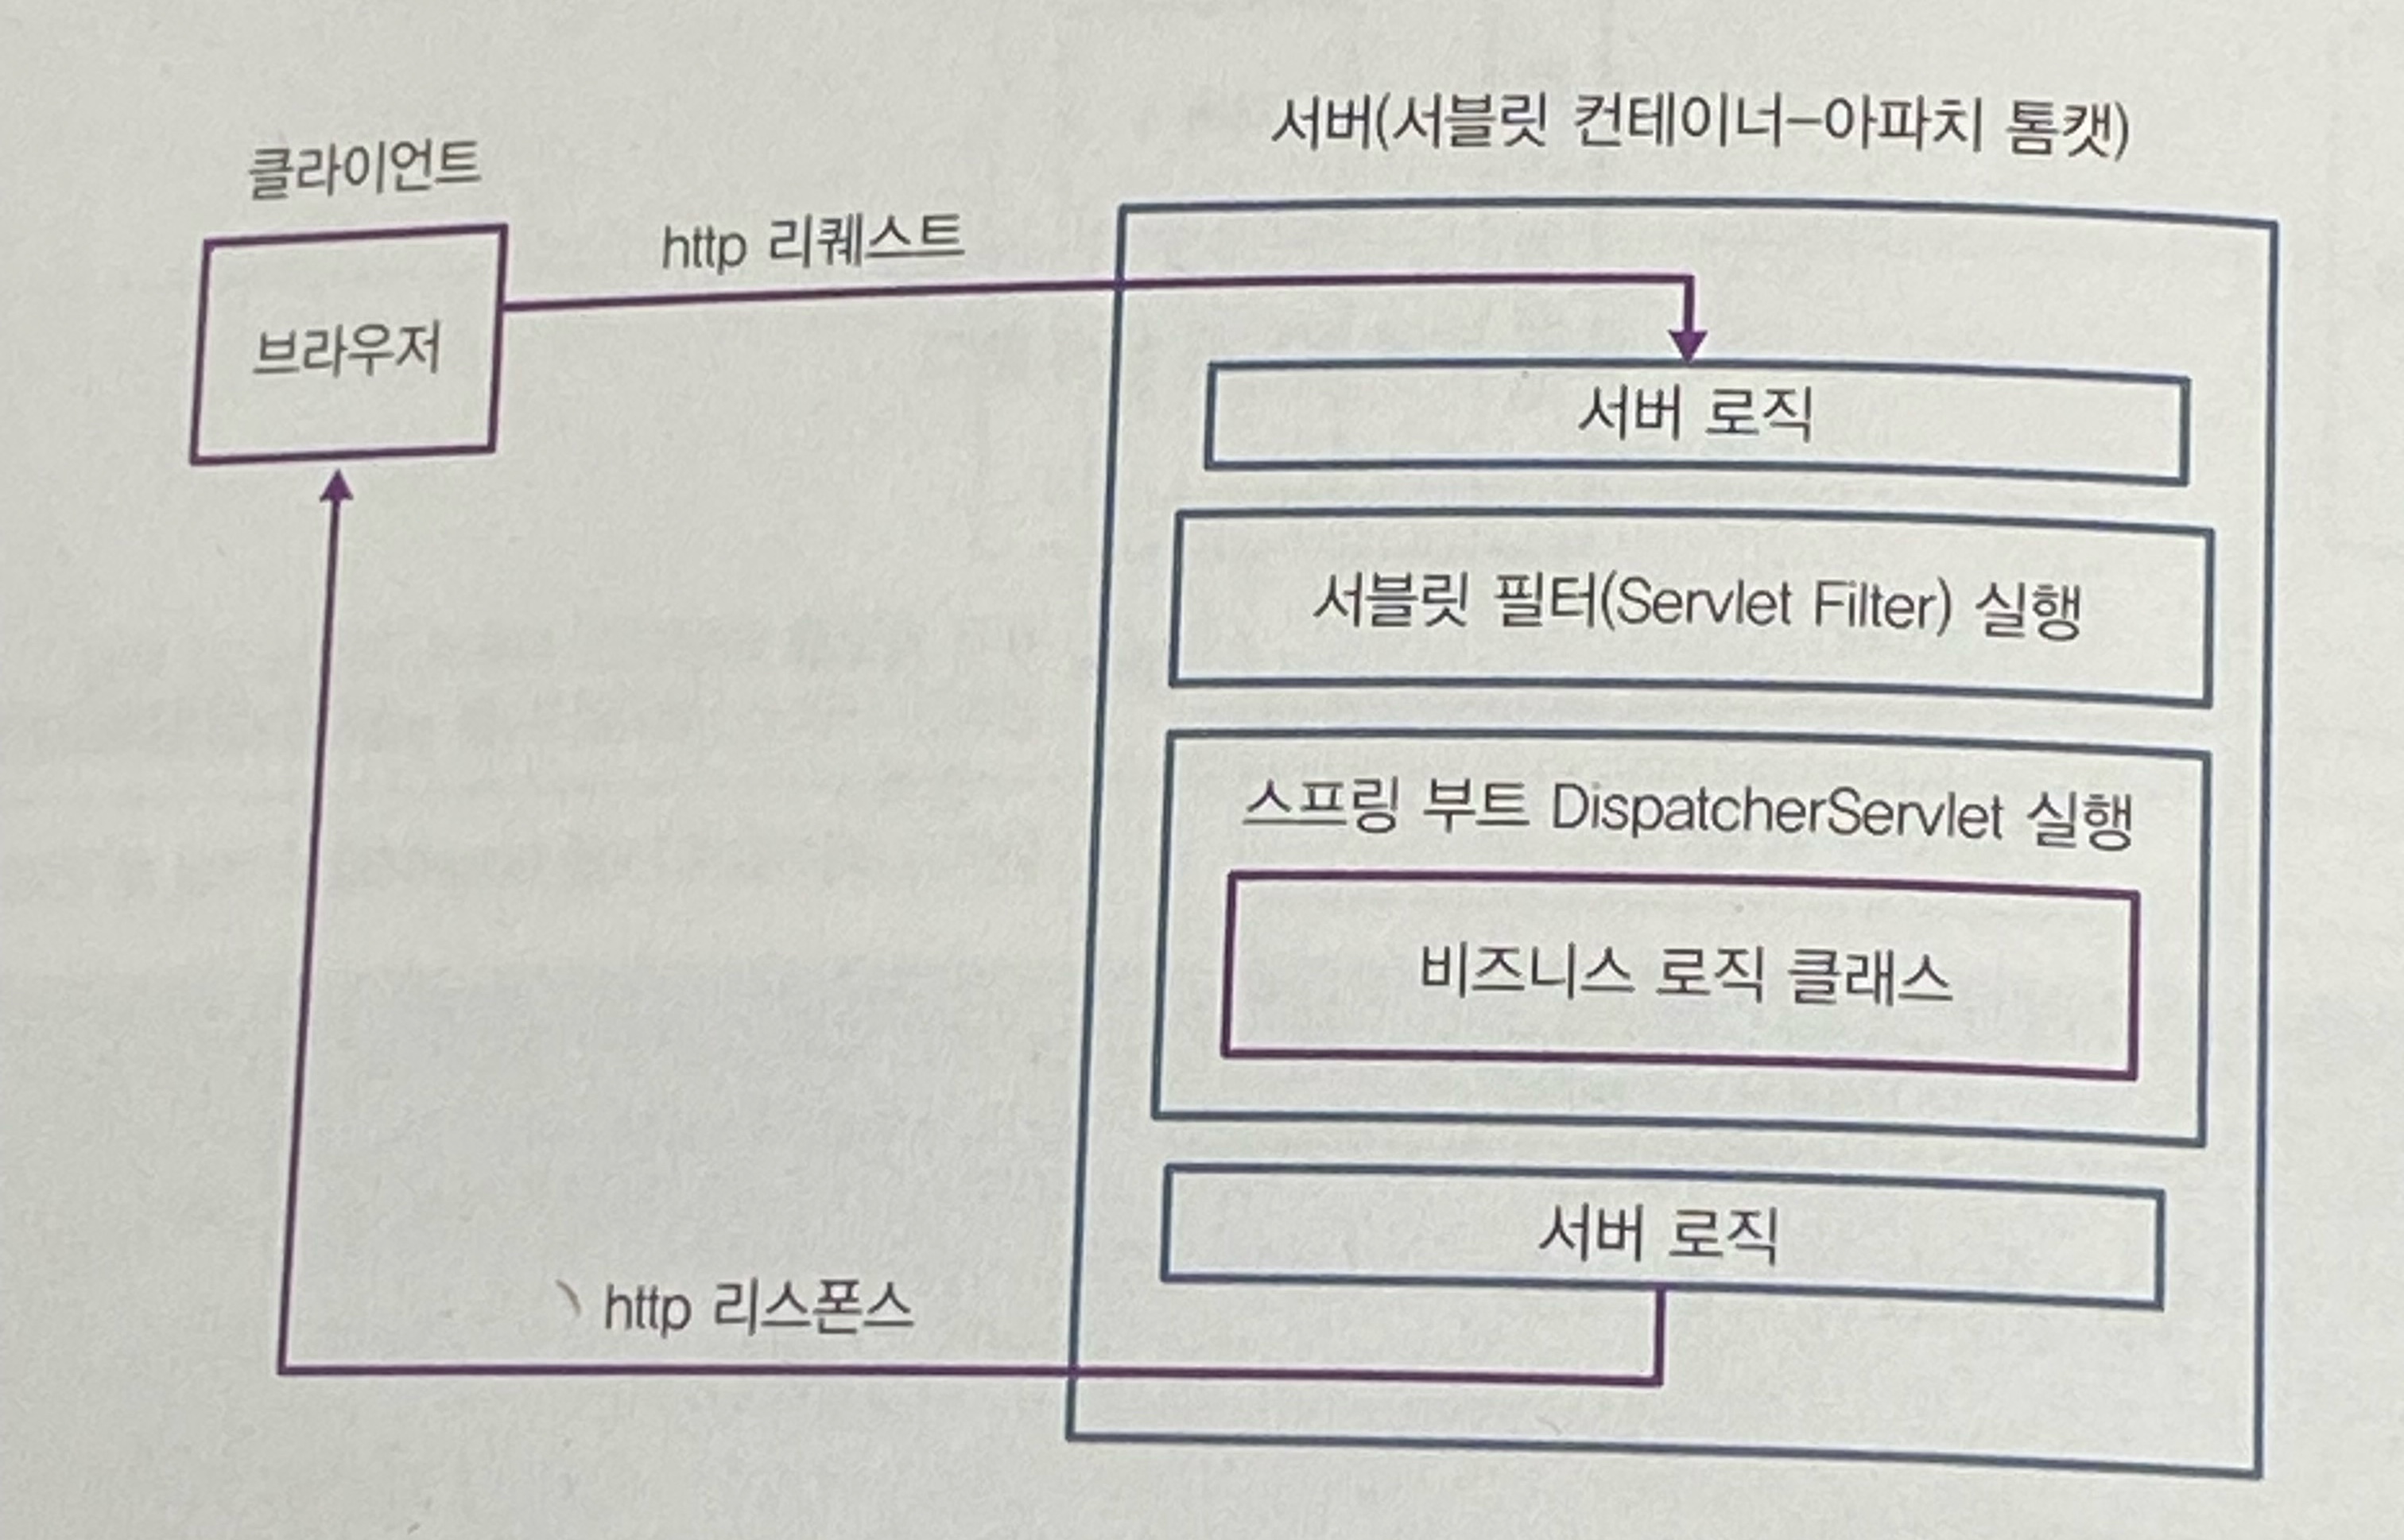 서버(서블릿 컨테이너-아파치 톰캣)
클라이언트
http 리퀘스트
브라우저
서버 로직
서블릿 필터(Servlet Filter) 실행
스프링 부트 DispatcherServlet 실행
비즈니스 로직 클래스
서버 로직
http 리스폰스